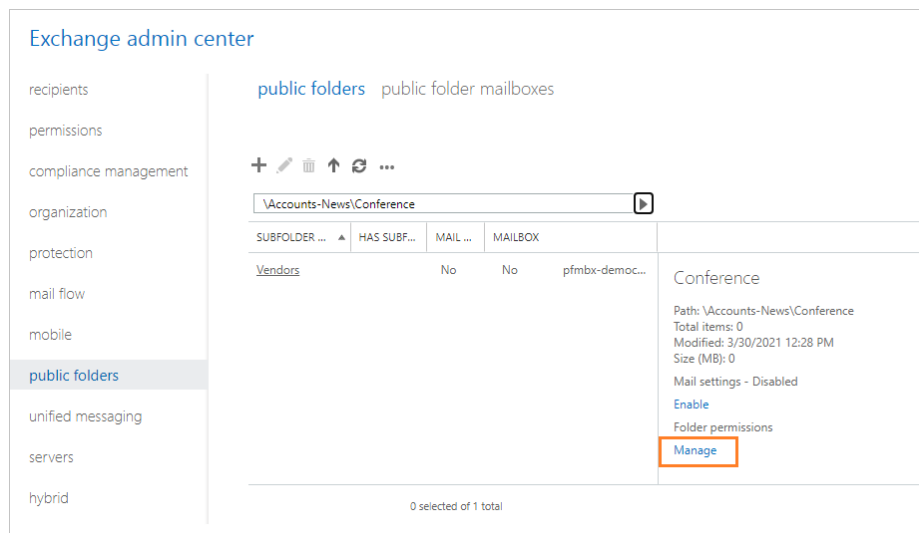 Exchange admin center
recipients
permissions
compliance management
organization
protection
mail flow
mobile
public folders
unified messaging
servers
hybrid
public folders public folder mailboxes
\Accounts-News\Conference
SUBFOLDER ... HAS SUBF... MAIL ... MAILBOX
Vendors No No pfmbx-democ...
Conference
Path: \Accounts-News\Conference
Total items: 0
Modified: 3/30/2021 12:28 PM
Size (MB): 0
Mail settings - Disabled
Enable
Folder permissions
Manage
0 selected of 1 total